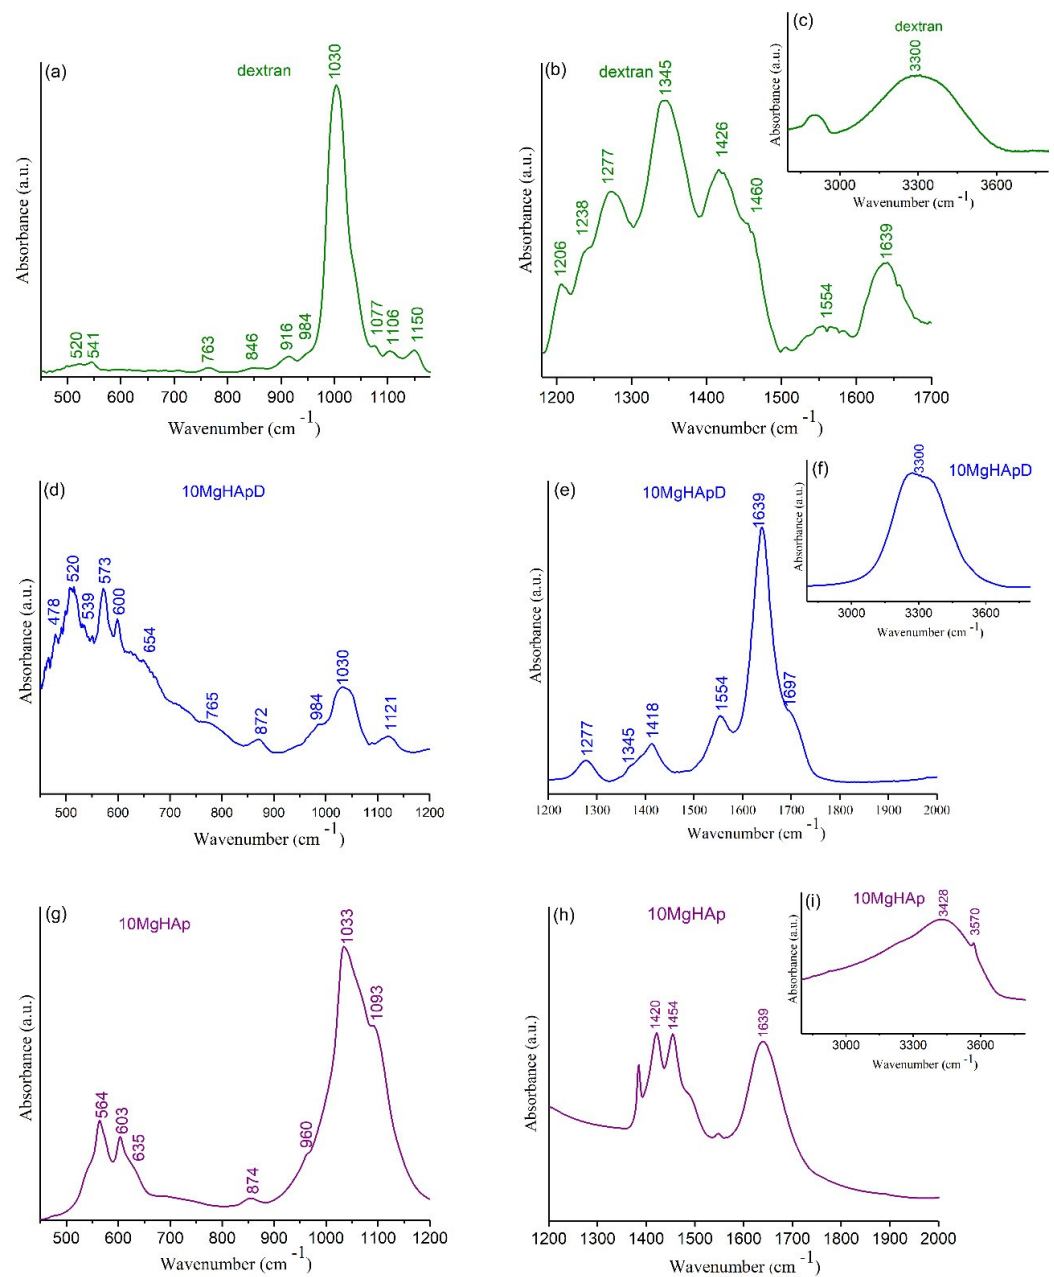 (a)
dextran
1030
520
541
763
846
916
984
1077
1106
1150
Absorbance (a.u.)
500 600 700 800 900 1000 1100
Wavenumber (cm -1)
(b)
dextran
1206
1238
1277
1345
1426
1460
1554
1639
Absorbance (a.u.)
1200 1300 1400 1500 1600 1700
Wavenumber (cm -1)
(c)
dextran
3300
Absorbance (a.u.)
3000 3300 3600
Wavenumber (cm -1)
(d)
10MgHApD
478
520
539
573
600
654
765
872
984
1030
1121
Absorbance (a.u.)
500 600 700 800 900 1000 1100 1200
Wavenumber (cm -1)
(e)
10MgHApD
1277
1345
1418
1554
1639
1697
Absorbance (a.u.)
1200 1300 1400 1500 1600 1700 1800 1900 2000
Wavenumber (cm -1)
(f)
10MgHApD
3300
Absorbance (a.u.)
3000 3300 3600
Wavenumber (cm -1)
(g)
10MgHAp
564
603
635
874
960
1033
1093
Absorbance (a.u.)
500 600 700 800 900 1000 1100 1200
Wavenumber (cm -1)
(h)
10MgHAp
1420
1454
1639
Absorbance (a.u.)
1200 1300 1400 1500 1600 1700 1800 1900 2000
Wavenumber (cm -1)
(i)
10MgHAp
3428
3570
Absorbance (a.u.)
3000 3300 3600
Wavenumber (cm -1)